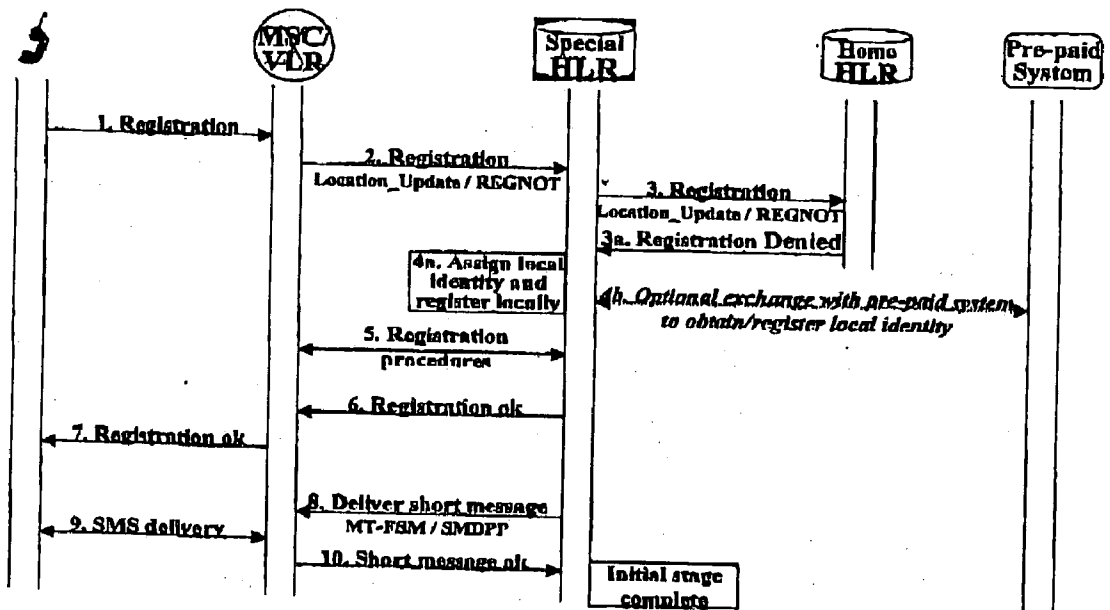 MSC/
VLR
Special
HLR
Home
HLR
Pre-paid
System
1. Registration
2. Registration
Location_Update / REGNOT
3. Registration
Location_Update / REGNOT
3a. Registration Denied
4a. Assign local
identity and
register locally
4b. Optional exchange with pre-paid system
to obtain/register local identity
5. Registration
procedures
6. Registration ok
7. Registration ok
8. Deliver short message
MT-FSM / SMDPP
9. SMS delivery
10. Short message ok
Initial stage
complete